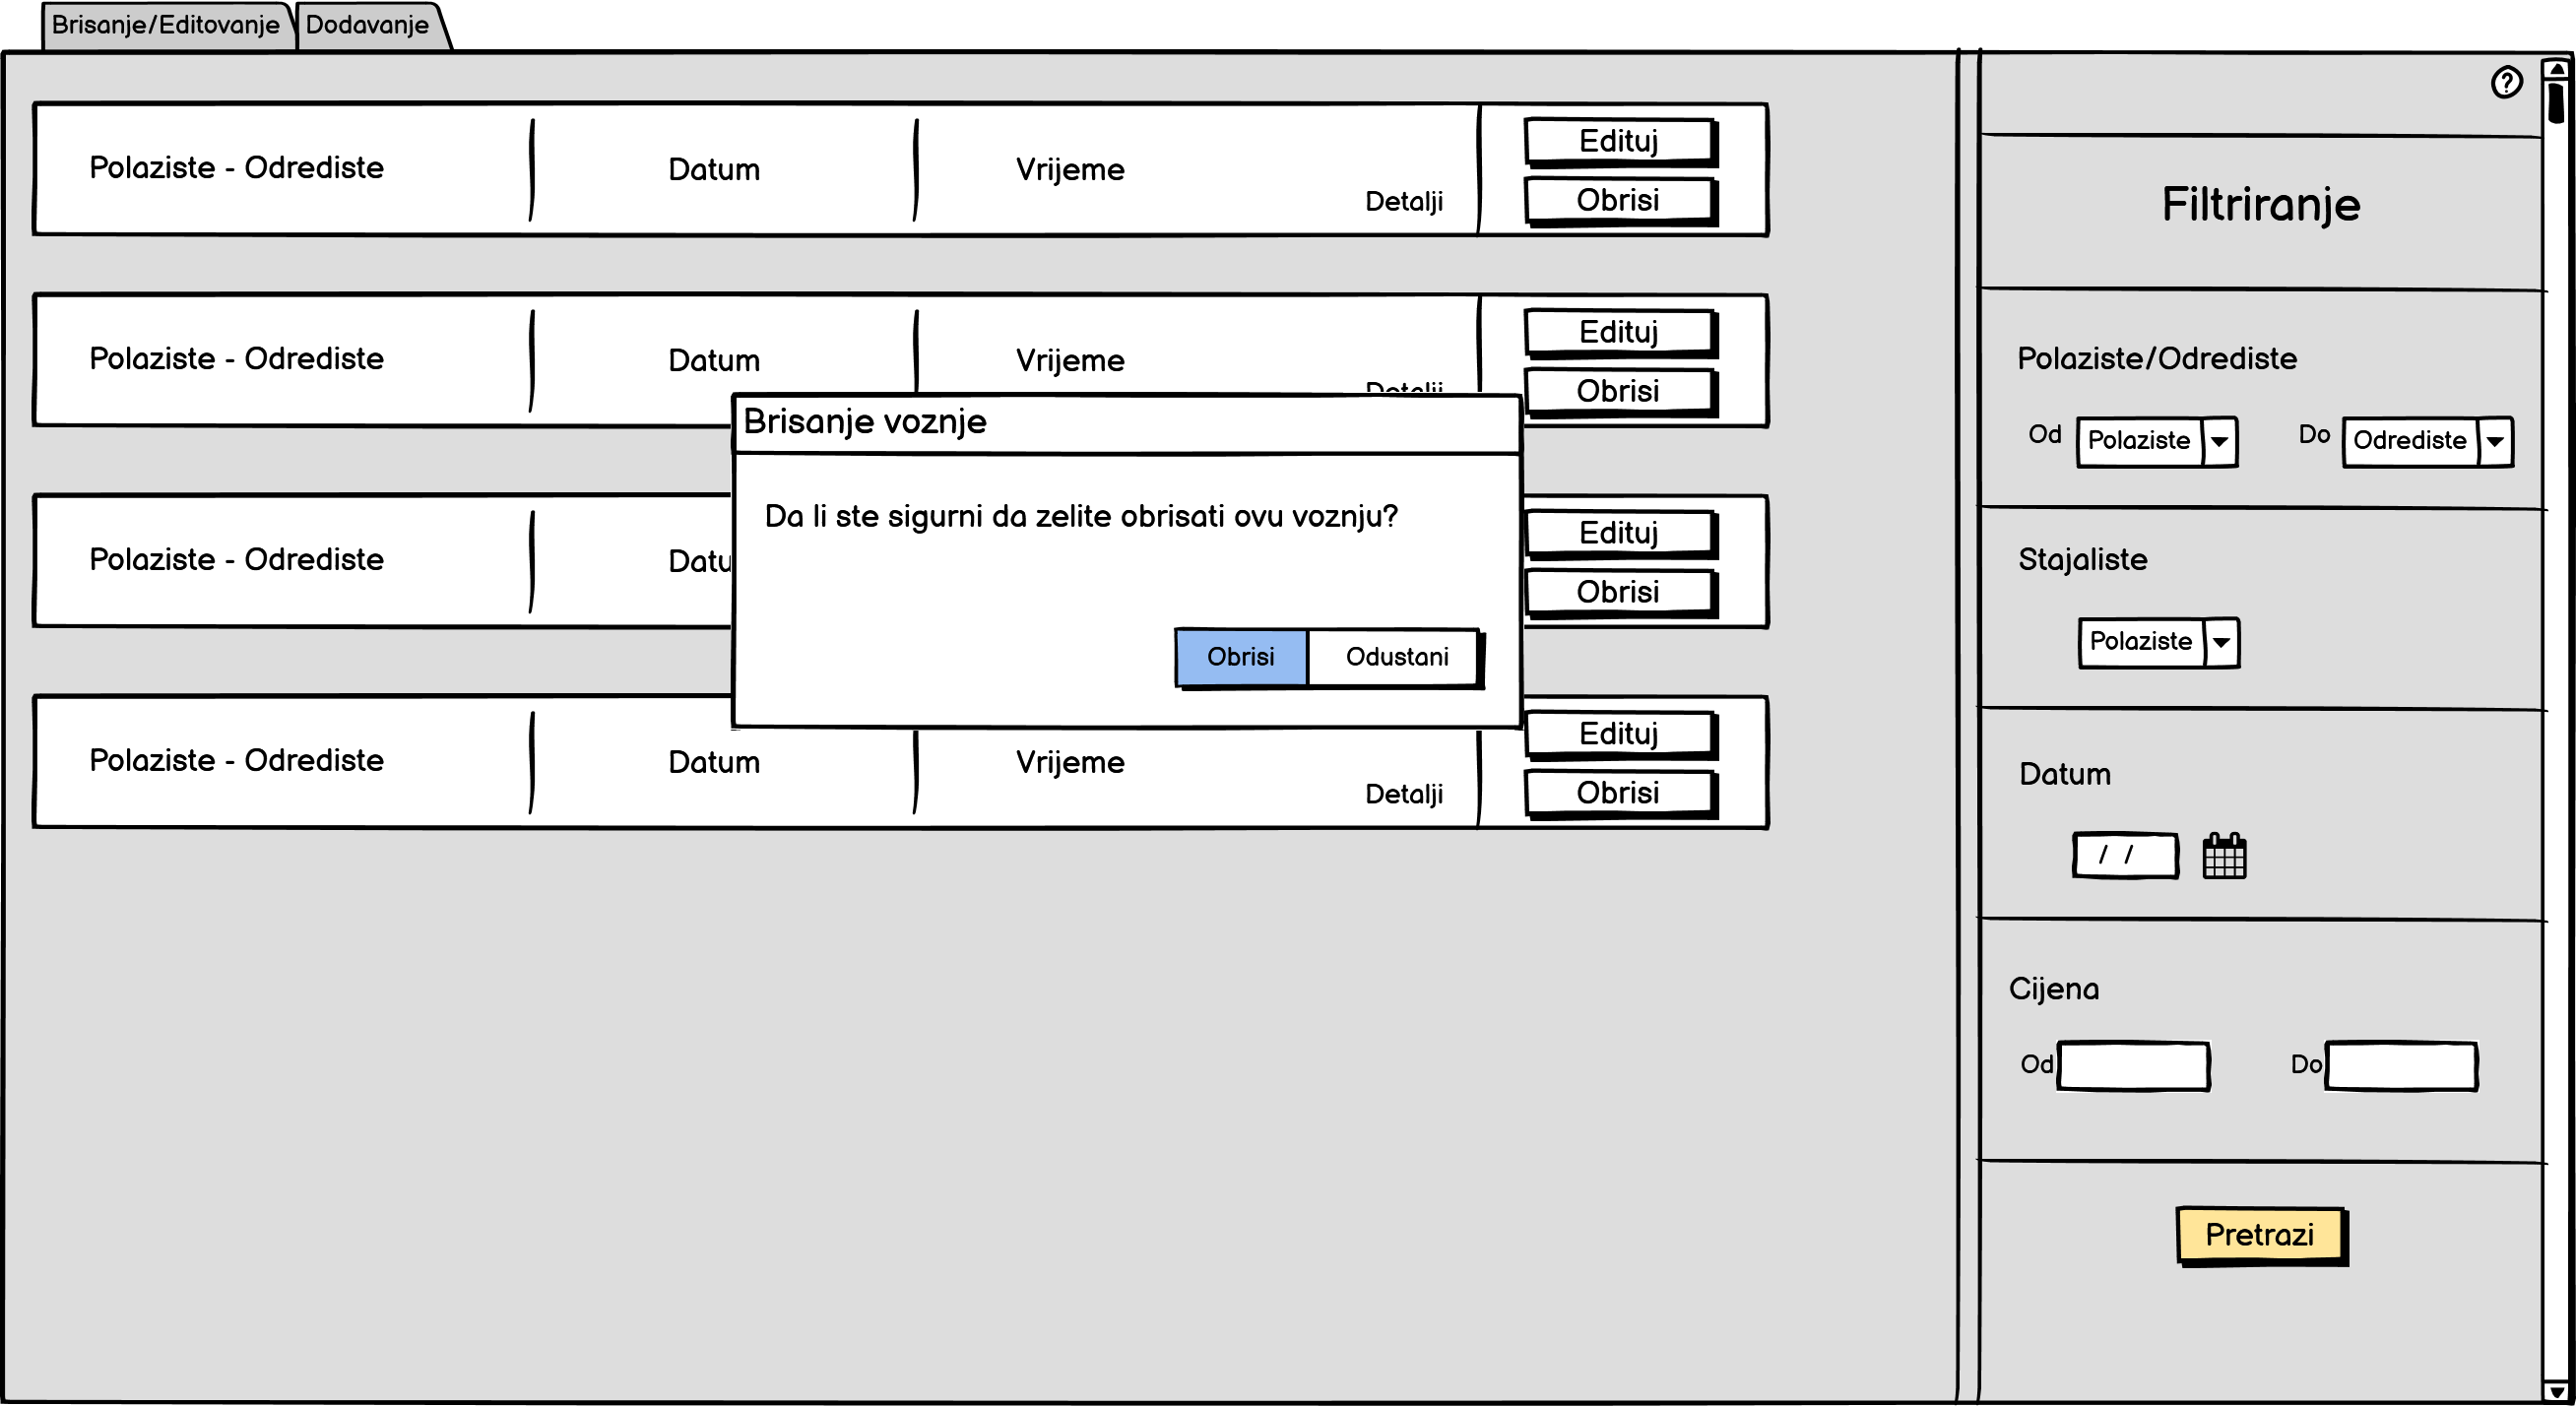 Brisanje/Editovanje
Dodavanje
Polaziste - Odrediste
Datum
Vrijeme
Detalji
Edituj
Obrisi
Polaziste - Odrediste
Datum
Vrijeme
Detalji
Edituj
Obrisi
Brisanje voznje
Da li ste sigurni da zelite obrisati ovu voznju?
Obrisi
Odustani
Polaziste - Odrediste
Datu
Edituj
Obrisi
Polaziste - Odrediste
Datum
Vrijeme
Detalji
Edituj
Obrisi
?
Filtriranje
Polaziste/Odrediste
Od Polaziste Do Odrediste
Stajaliste
Polaziste
Datum
/ /
Cijena
Od Do
Pretrazi